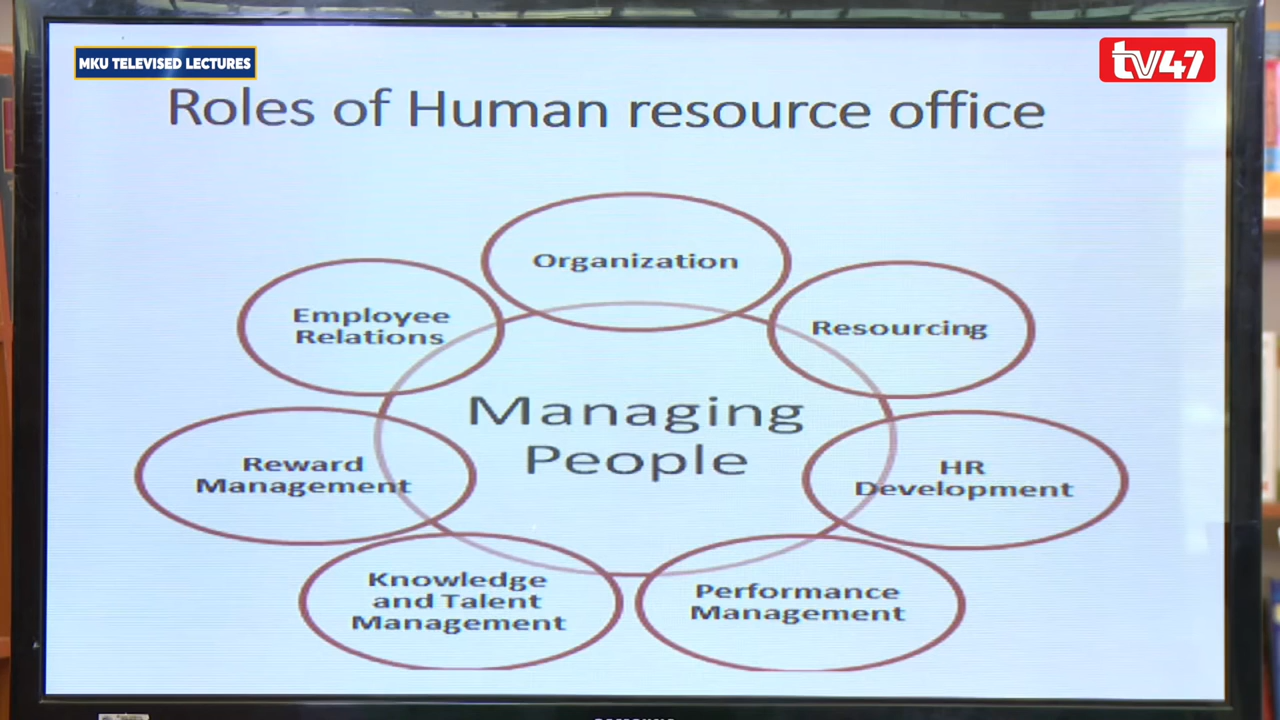 MKU TELEVISED LECTURES
tv47
Roles of Human resource office
Organization
Employee
Relations
Resourcing
Managing
People
Reward
Management
HR
Development
Knowledge
and Talent
Management
Performance
Management